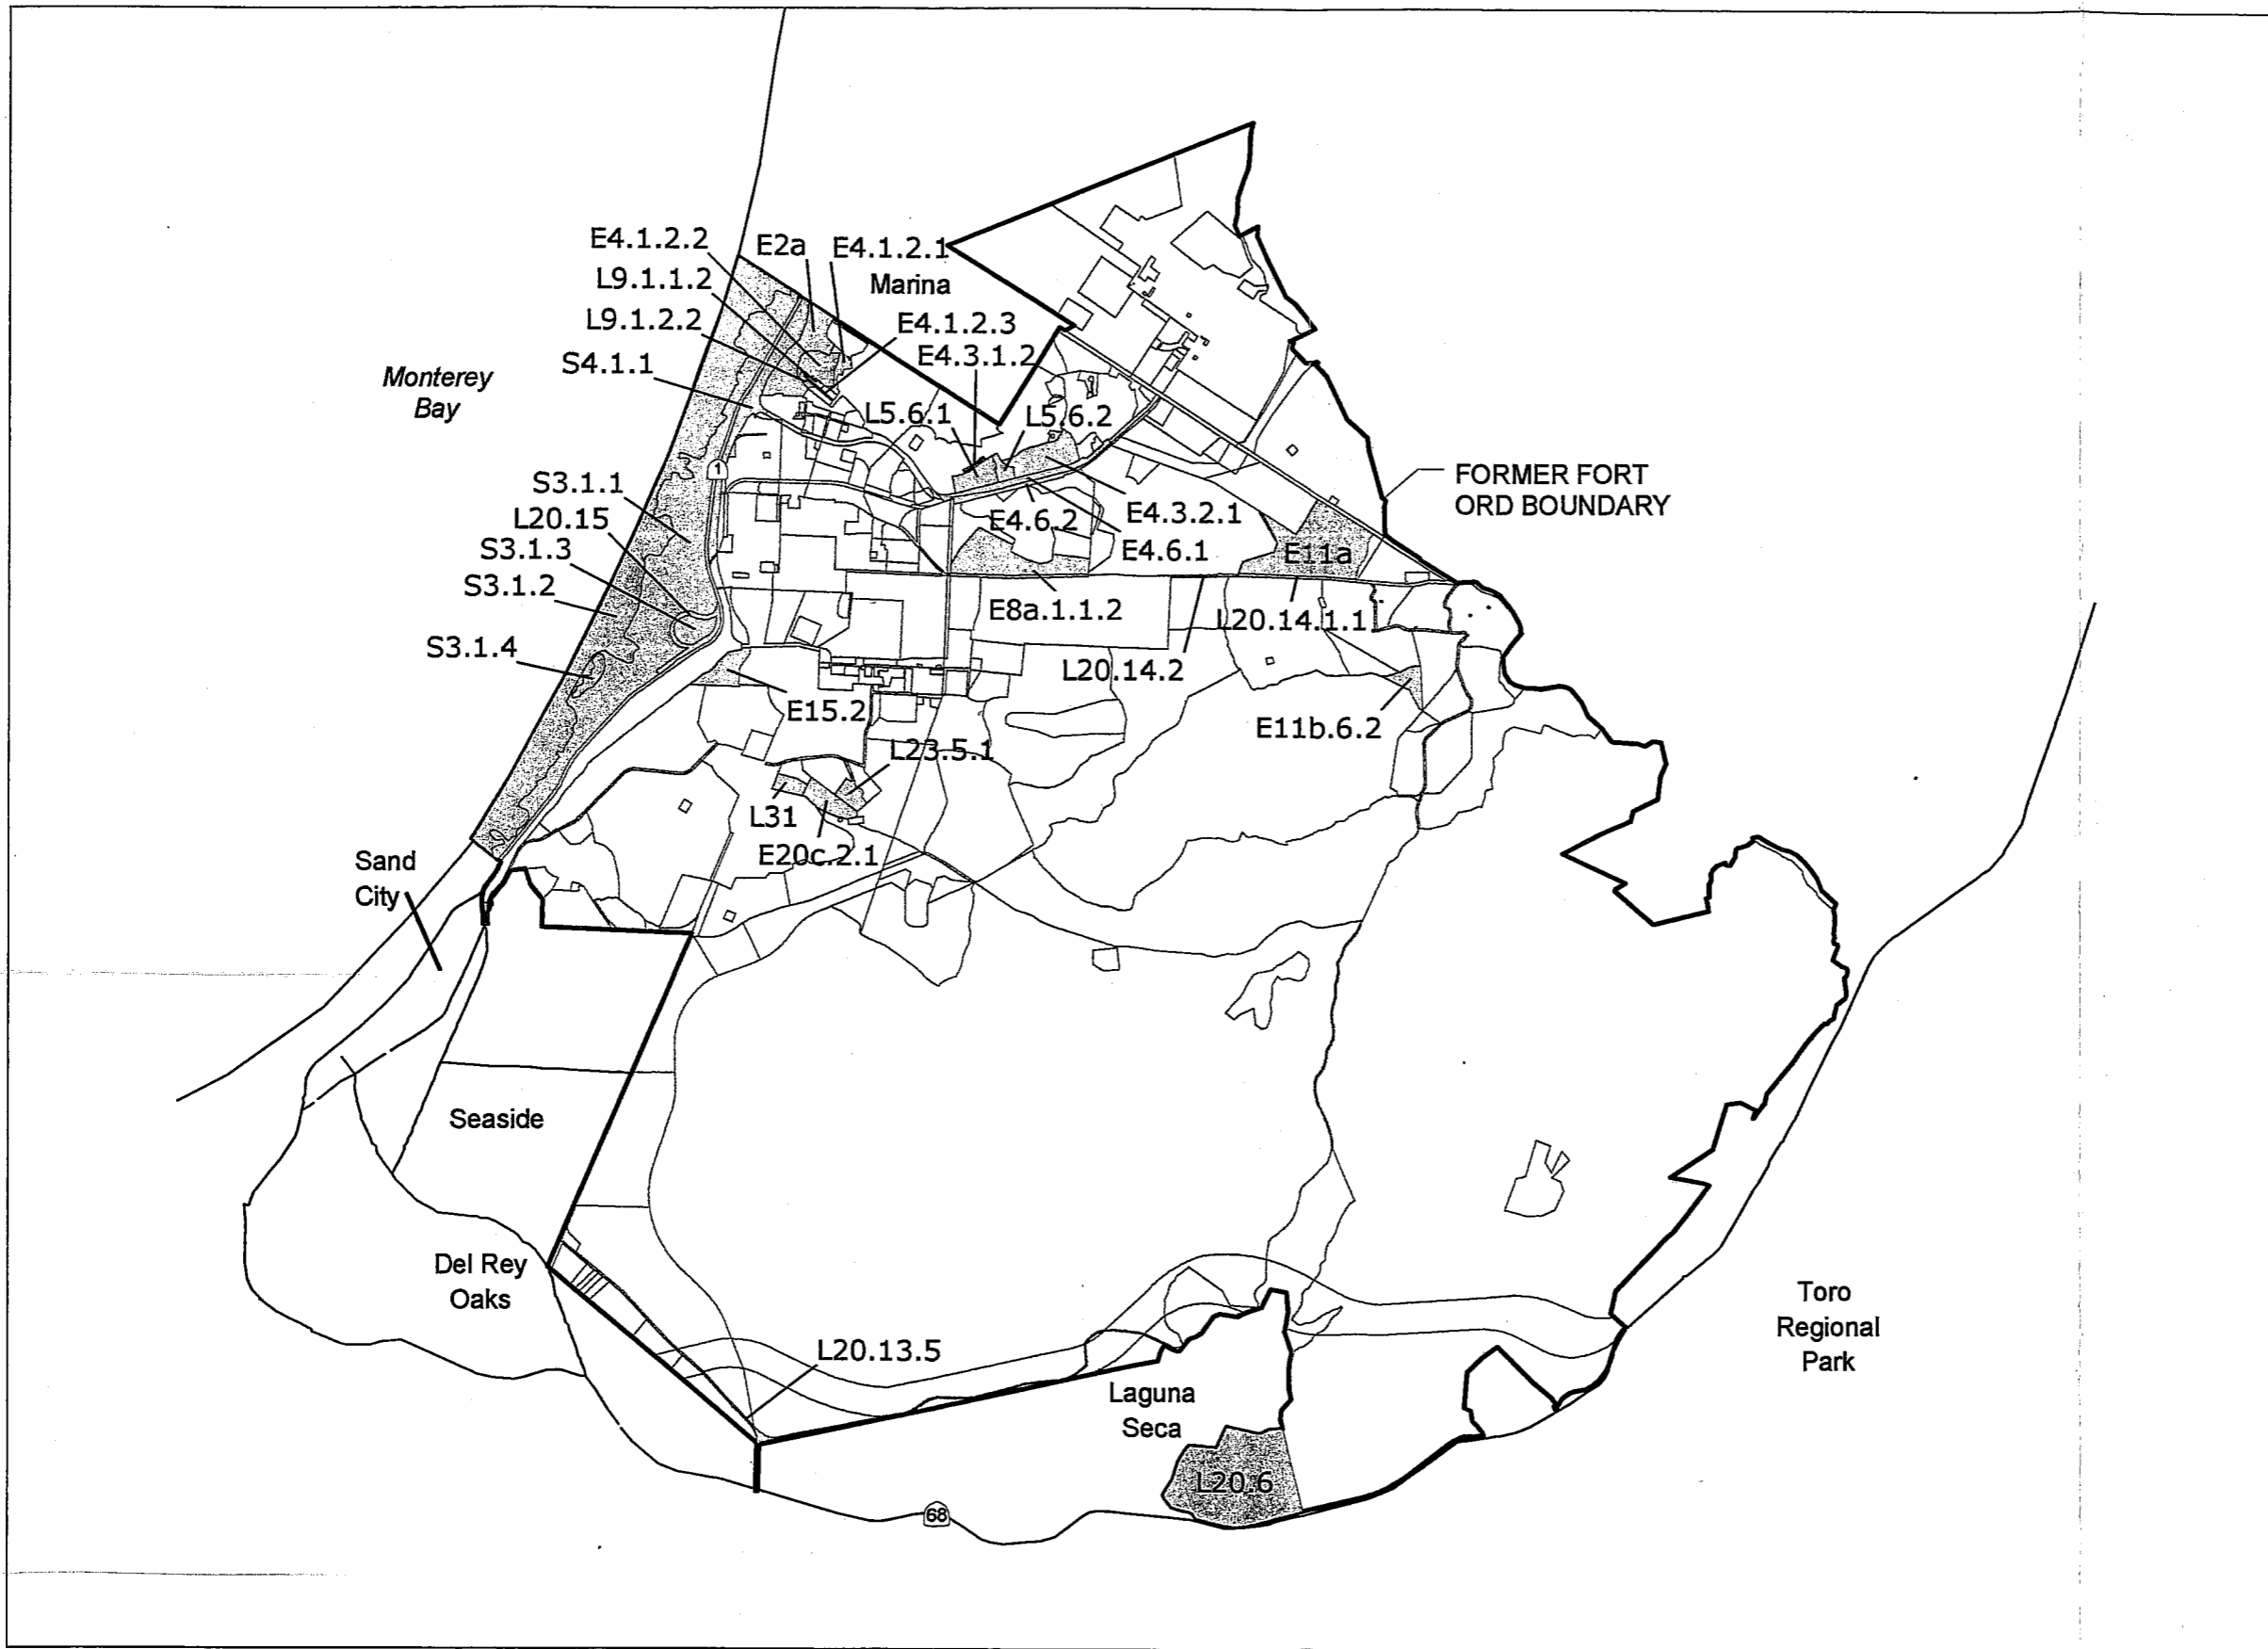 E4.1.2.2
E2a
E4.1.2.1
L9.1.1.2
Marina
L9.1.2.2
E4.1.2.3
E4.3.1.2
S4.1.1
Monterey
Bay
L5.6.1
L5.6.2
1
FORMER FORT
ORD BOUNDARY
S3.1.1
L20.15
E4.6.2
E4.3.2.1
S3.1.3
E4.6.1
E11a
S3.1.2
E8a.1.1.2
L20.14.1.1
S3.1.4
L20.14.2
E15.2
E11b.6.2
L23.5.1
L31
E20c.2.1
Sand
City
Seaside
Del Rey
Oaks
Toro
Regional
Park
L20.13.5
Laguna
Seca
L20.6
68